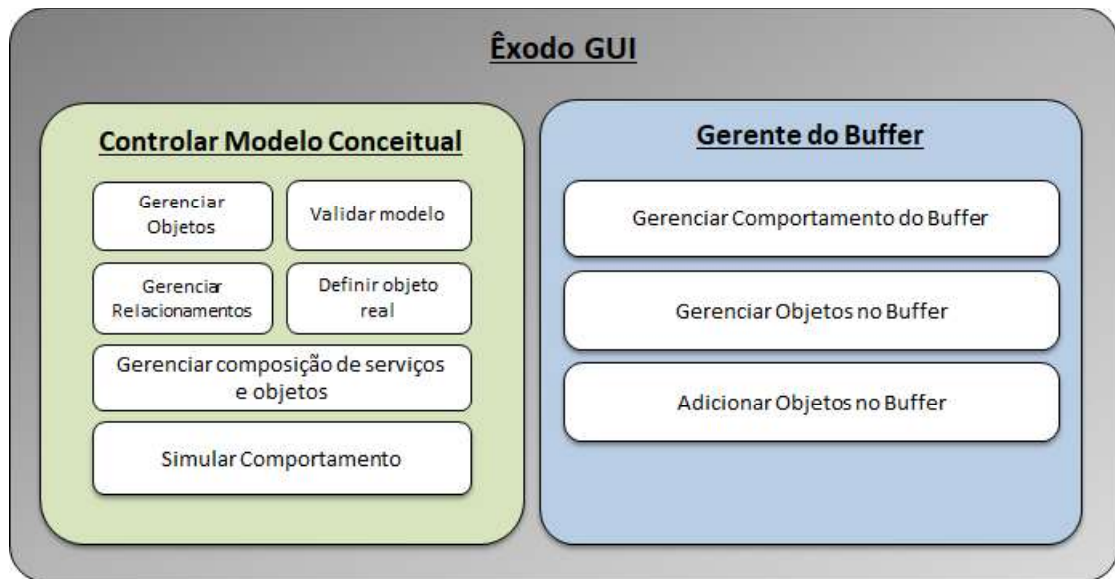 Êxodo GUI
Controlar Modelo Conceitual
Gerenciar
Objetos
Validar modelo
Gerenciar
Relacionamentos
Definir objeto
real
Gerenciar composição de serviços
e objetos
Simular Comportamento
Gerente do Buffer
Gerenciar Comportamento do Buffer
Gerenciar Objetos no Buffer
Adicionar Objetos no Buffer